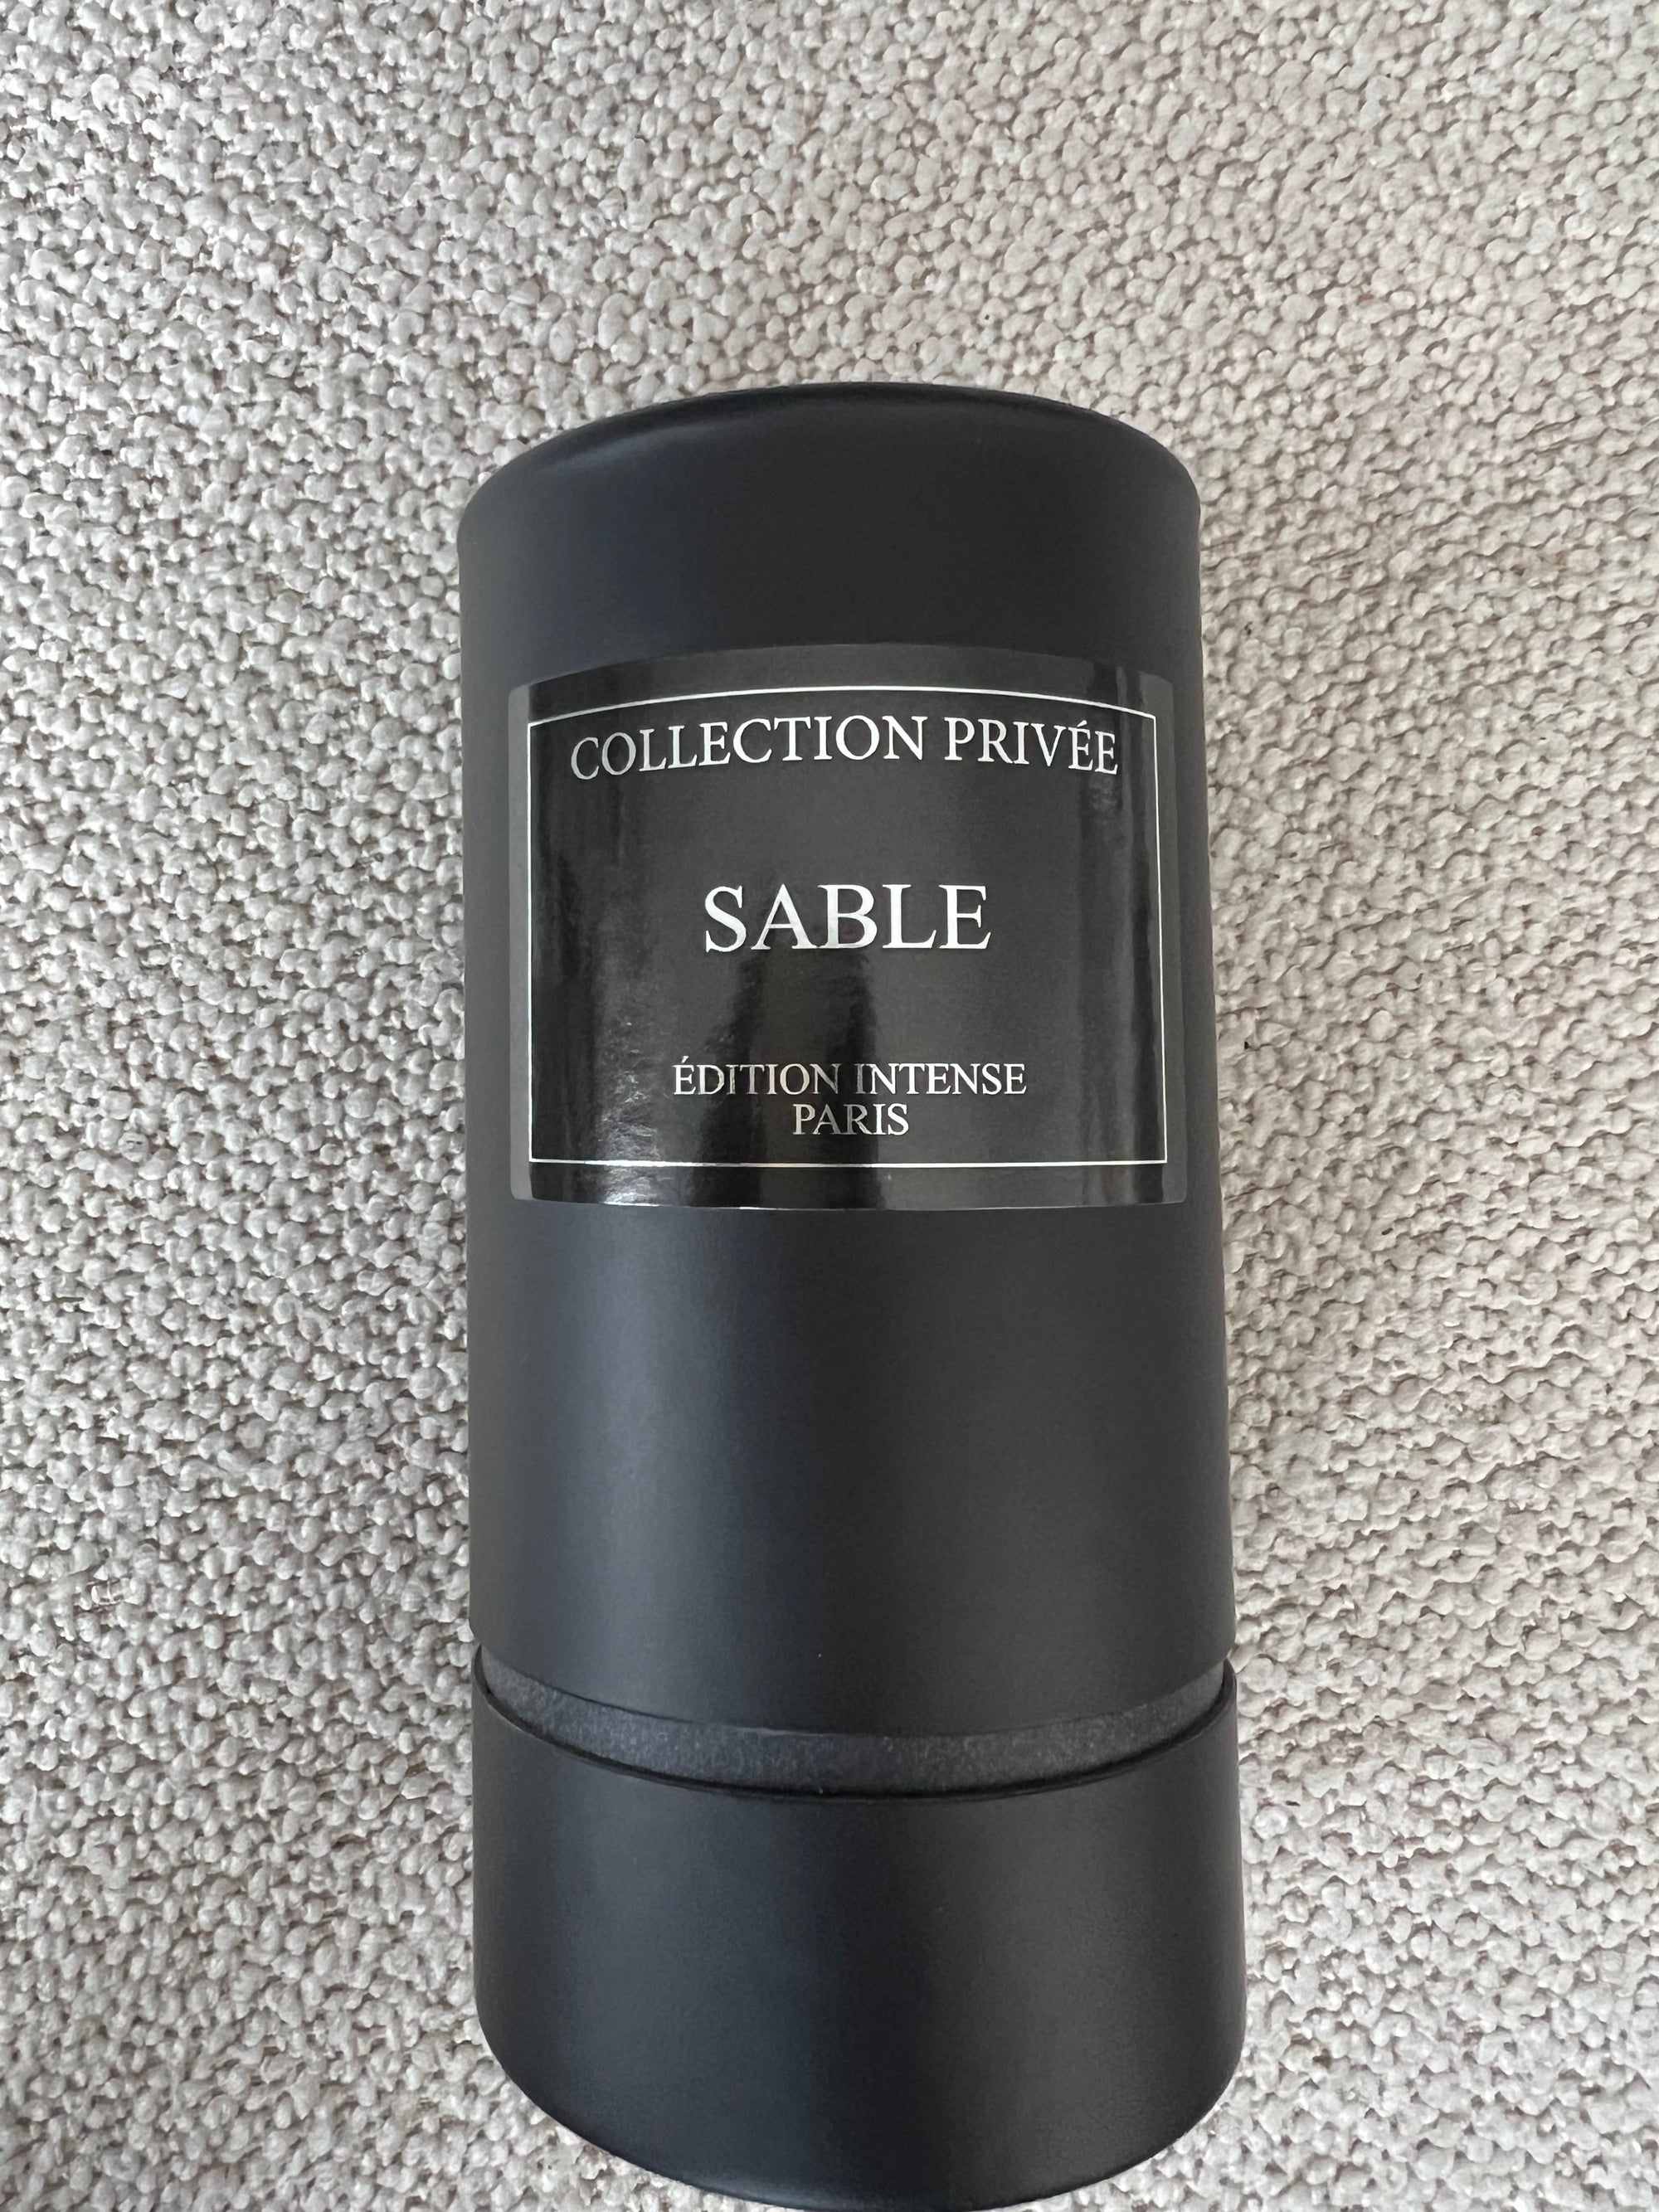 COLLECTION PRIVÉE
SABLE
ÉDITION INTENSE
PARIS